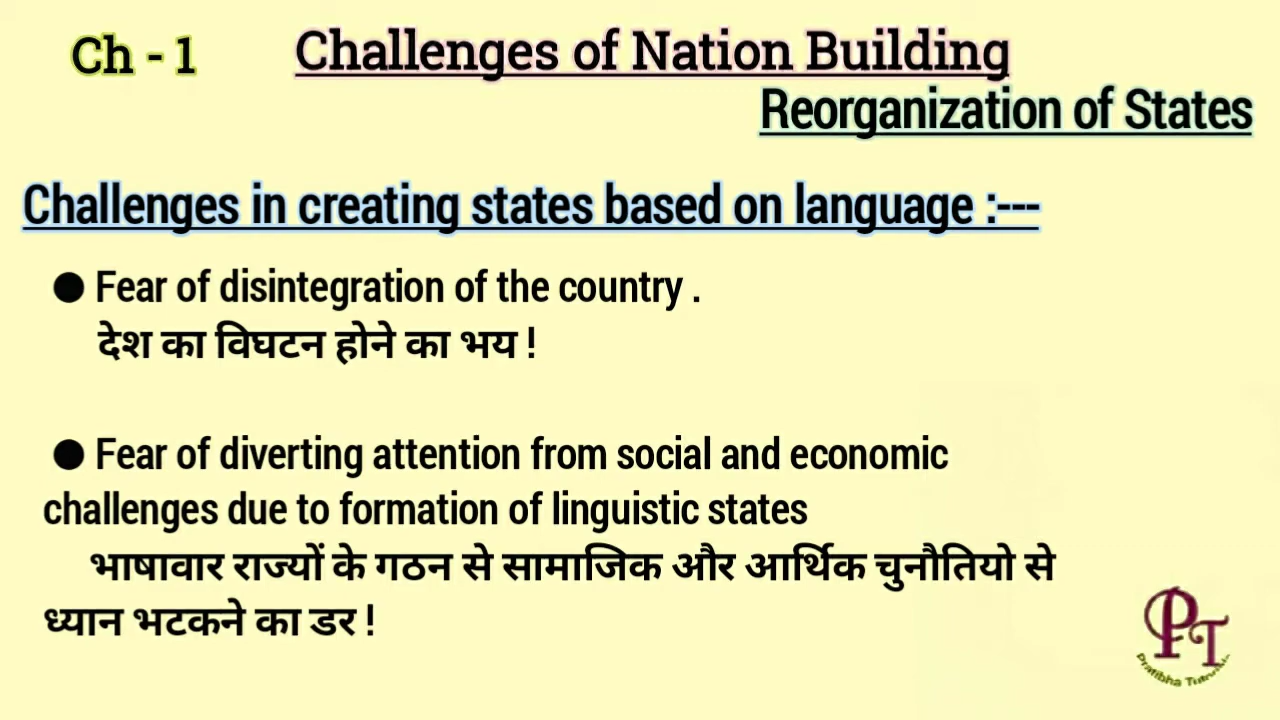 Ch - 1
Challenges of Nation Building
Reorganization of States
Challenges in creating states based on language :---
● Fear of disintegration of the country .
देश का विघटन होने का भय !
● Fear of diverting attention from social and economic
challenges due to formation of linguistic states
भाषावार राज्यों के गठन से सामाजिक और आर्थिक चुनौतियो से
ध्यान भटकने का डर !
PT
Pratibha